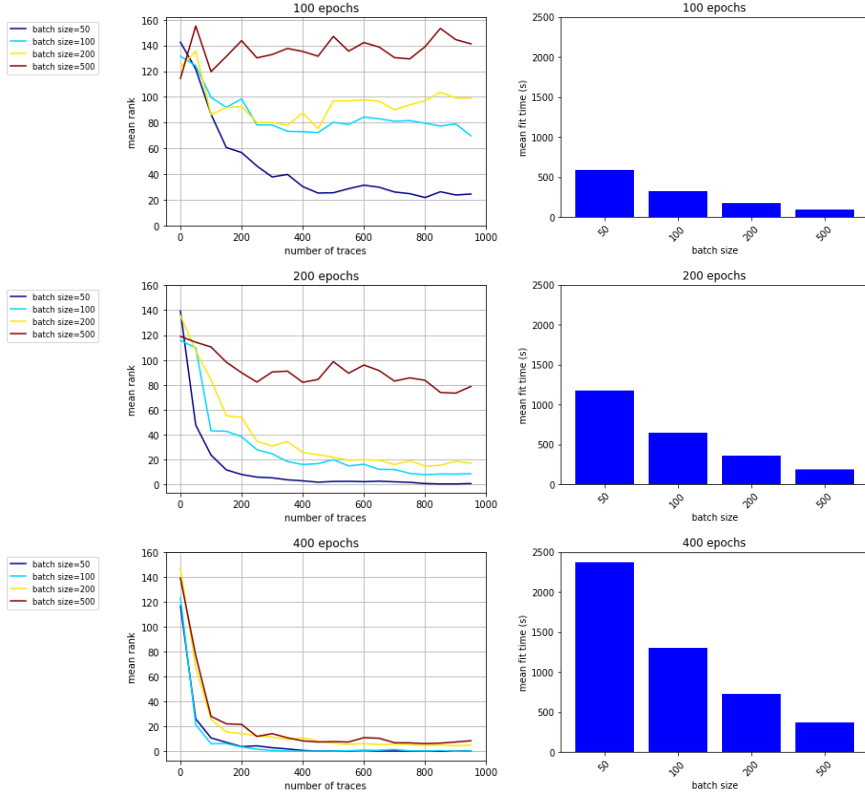 100 epochs
batch size=50
batch size=100
batch size=200
batch size=500
mean rank
160
140
120
100
80
60
40
20
0
0 200 400 600 800 1000
number of traces
100 epochs
mean fit time (s)
2500
2000
1500
1000
500
0
50 100 200 500
batch size
200 epochs
batch size=50
batch size=100
batch size=200
batch size=500
mean rank
160
140
120
100
80
60
40
20
0
0 200 400 600 800 1000
number of traces
200 epochs
mean fit time (s)
2500
2000
1500
1000
500
0
50 100 200 500
batch size
400 epochs
batch size=50
batch size=100
batch size=200
batch size=500
mean rank
160
140
120
100
80
60
40
20
0
0 200 400 600 800 1000
number of traces
400 epochs
mean fit time (s)
2500
2000
1500
1000
500
0
50 100 200 500
batch size